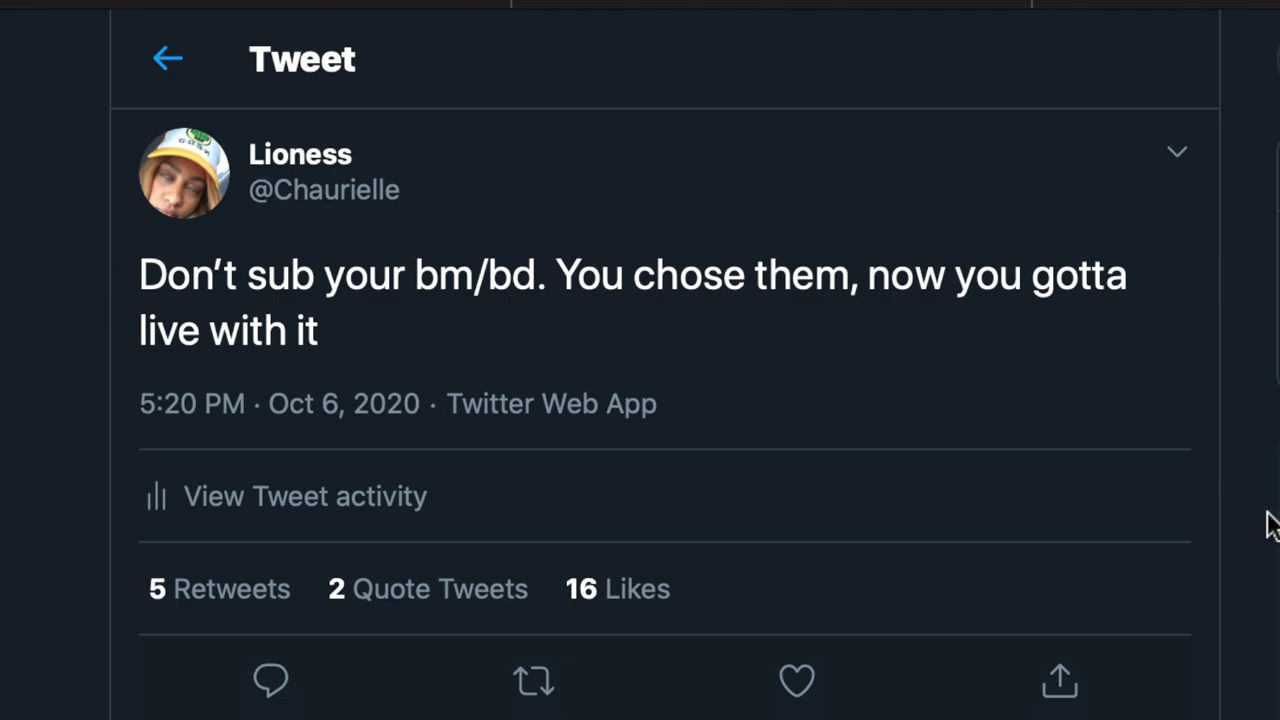 Tweet
Lioness
@Chaurielle
Don’t sub your bm/bd. You chose them, now you gotta
live with it
5:20 PM · Oct 6, 2020 · Twitter Web App
View Tweet activity
5 Retweets 2 Quote Tweets 16 Likes